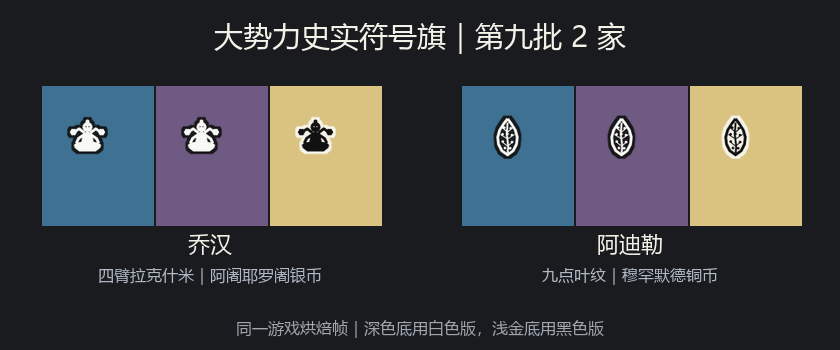 大势力史实符号旗｜第九批 2 家
乔汉
四臂拉克什米｜阿阇耶罗阇银币
阿迪勒
九点叶纹｜穆罕默德铜币
同一游戏烘焙帧｜深色底用白色版，浅金底用黑色版